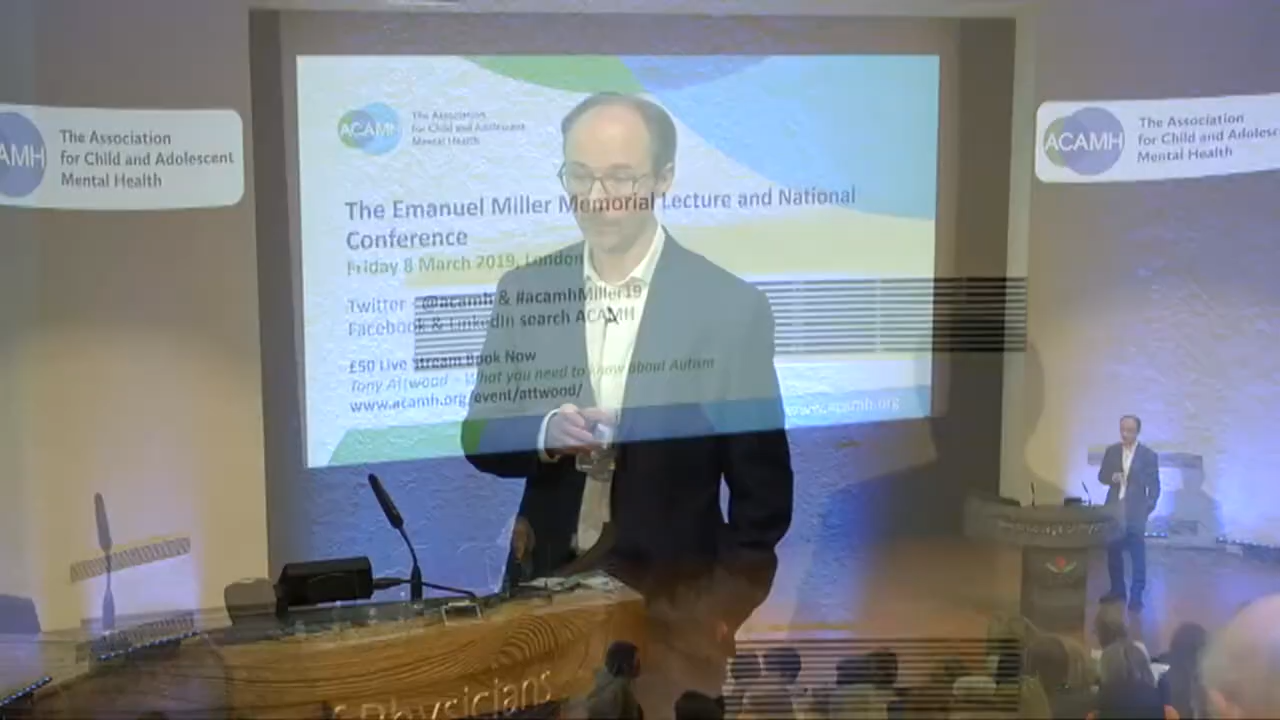 ACAMH
The Association
for Child and Adolescent
Mental Health
The Emanuel Miller Memorial Lecture and National
Conference
Friday 8 March 2019, London
Twitter - @acamh & #acamhMiller19
Facebook & LinkedIn search ACAMH
£50 Live Stream Book Now
Tony Attwood - What you need to know about Autism
www.acamh.org/event/attwood/
www.acamh.org
AMH
The Association
for Child and Adolescent
Mental Health
ACAMH
The Association
for Child and Adolesc
Mental Health
f Physicians